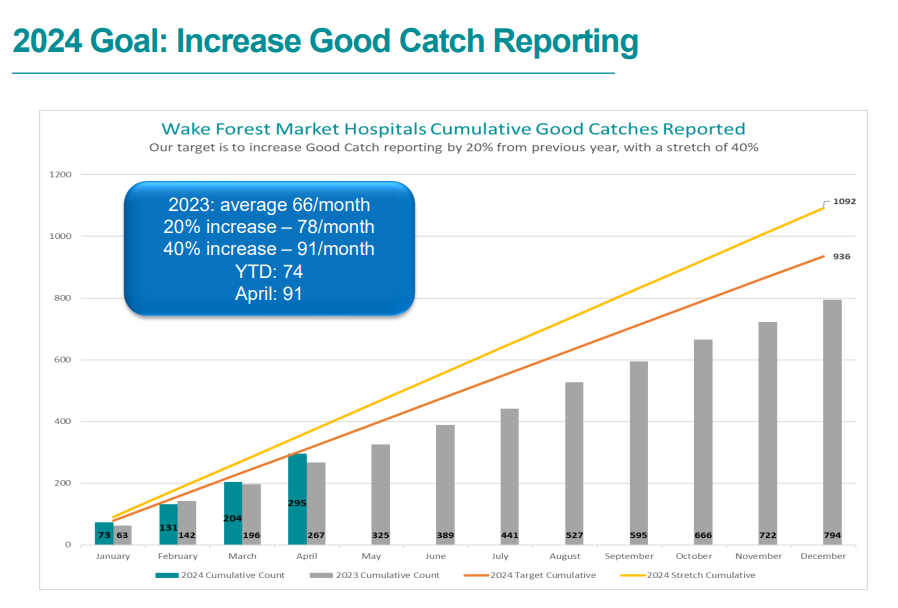 2024 Goal: Increase Good Catch Reporting
Wake Forest Market Hospitals Cumulative Good Catches Reported
Our target is to increase Good Catch reporting by 20% from previous year, with a stretch of 40%
2023: average 66/month
20% increase – 78/month
40% increase – 91/month
YTD: 74
April: 91
1200
1000
800
600
400
200
0
1092
936
73 63 131 142 204 196 295 267 325 389 441 527 595 666 722 794
January February March April May June July August September October November December
2024 Cumulative Count 2023 Cumulative Count 2024 Target Cumulative 2024 Stretch Cumulative